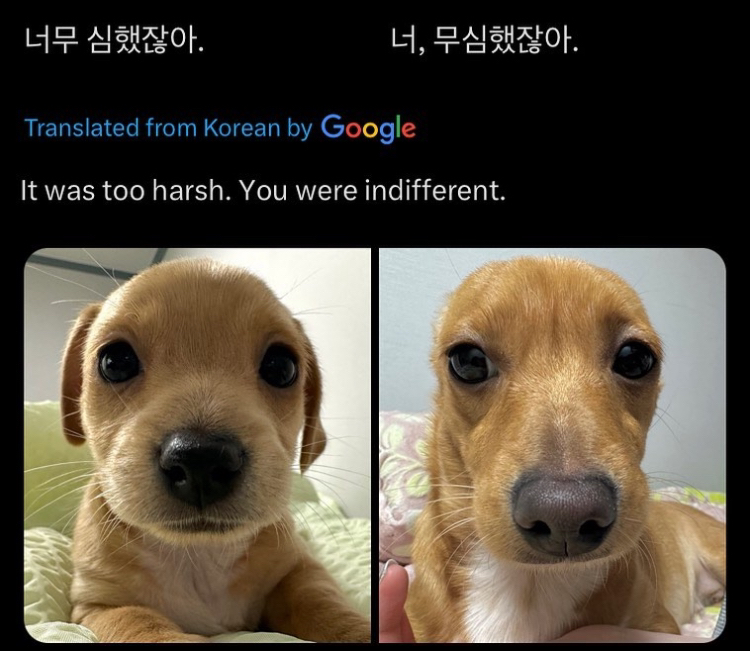 너무 심했잖아. 너, 무심했잖아.
Translated from Korean by Google
It was too harsh. You were indifferent.